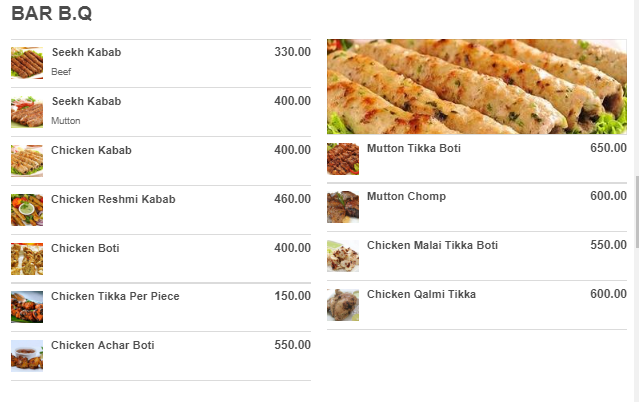 BAR B.Q
Seekh Kabab 330.00
Beef
Seekh Kabab 400.00
Mutton
Chicken Kabab 400.00
Chicken Reshmi Kabab 460.00
Chicken Boti 400.00
Chicken Tikka Per Piece 150.00
Chicken Achar Boti 550.00
Mutton Tikka Boti 650.00
Mutton Chomp 600.00
Chicken Malai Tikka Boti 550.00
Chicken Qalmi Tikka 600.00